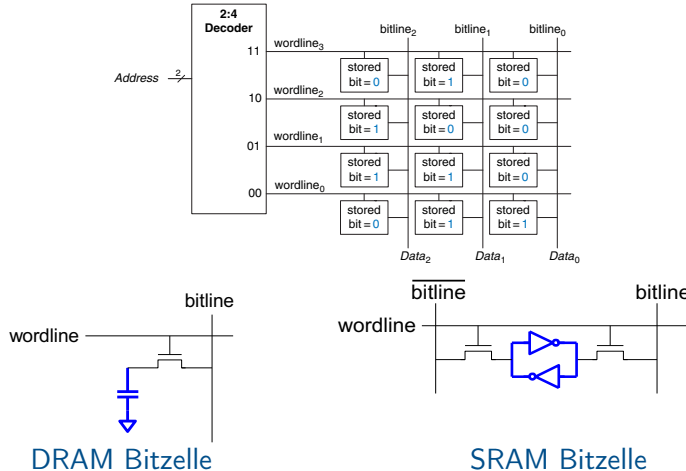 2:4
Decoder
bitline2 bitline1 bitline0
11 wordline3
Address 2
stored stored stored
bit = 0 bit = 1 bit = 0
10 wordline2
stored stored stored
bit = 1 bit = 0 bit = 0
01 wordline1
stored stored stored
bit = 1 bit = 1 bit = 0
00 wordline0
stored stored stored
bit = 0 bit = 1 bit = 1
Data2 Data1 Data0
bitline
wordline
DRAM Bitzelle
bitline bitline
wordline
SRAM Bitzelle